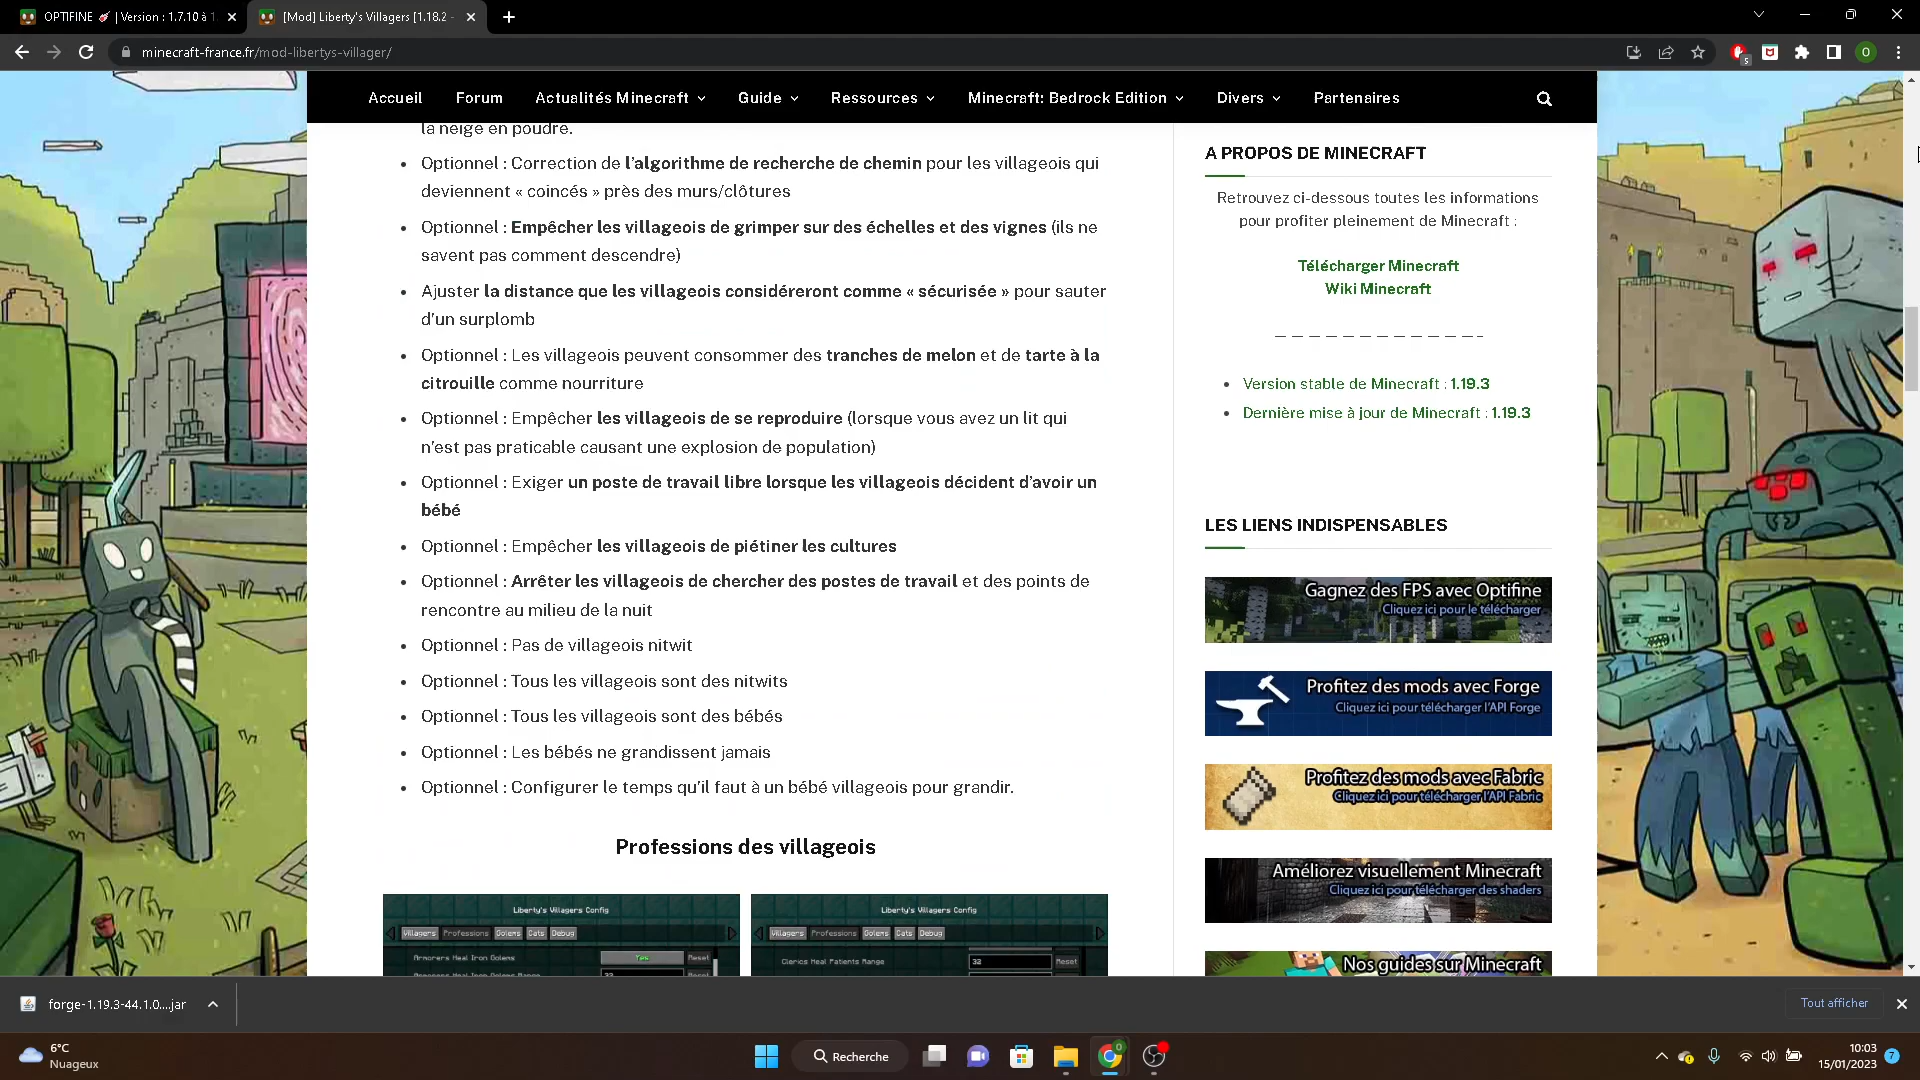 OPTIFINE 🚀 | Version : 1.7.10 à 1
[Mod] Liberty's Villagers [1.18.2 -
minecraft-france.fr/mod-libertys-villager/
5
O
Accueil
Forum
Actualités Minecraft
Guide
Ressources
Minecraft: Bedrock Edition
Divers
Partenaires
la neige en poudre.
• Optionnel : Correction de l'algorithme de recherche de chemin pour les villageois qui
deviennent « coincés » près des murs/clôtures
• Optionnel : Empêcher les villageois de grimper sur des échelles et des vignes (ils ne
savent pas comment descendre)
• Ajuster la distance que les villageois considéreront comme « sécurisée » pour sauter
d'un surplomb
• Optionnel : Les villageois peuvent consommer des tranches de melon et de tarte à la
citrouille comme nourriture
• Optionnel : Empêcher les villageois de se reproduire (lorsque vous avez un lit qui
n'est pas praticable causant une explosion de population)
• Optionnel : Exiger un poste de travail libre lorsque les villageois décident d'avoir un
bébé
• Optionnel : Empêcher les villageois de piétiner les cultures
• Optionnel : Arrêter les villageois de chercher des postes de travail et des points de
rencontre au milieu de la nuit
• Optionnel : Pas de villageois nitwit
• Optionnel : Tous les villageois sont des nitwits
• Optionnel : Tous les villageois sont des bébés
• Optionnel : Les bébés ne grandissent jamais
• Optionnel : Configurer le temps qu'il faut à un bébé villageois pour grandir.
Professions des villageois
Liberty's Villagers Config
Villagers
Professions
Golems
Cats
Debug
Armorers Heal Iron Golems
Yes
Reset
Liberty's Villagers Config
Villagers
Professions
Golems
Cats
Debug
Clerics Heal Patients Range
32
Reset
A PROPOS DE MINECRAFT
Retrouvez ci-dessous toutes les informations
pour profiter pleinement de Minecraft :
Télécharger Minecraft
Wiki Minecraft
— — — — — — — — — — — — — –
• Version stable de Minecraft : 1.19.3
• Dernière mise à jour de Minecraft : 1.19.3
LES LIENS INDISPENSABLES
Gagnez des FPS avec Optifine
Cliquez ici pour le télécharger
Profitez des mods avec Forge
Cliquez ici pour télécharger l'API Forge
Profitez des mods avec Fabric
Cliquez ici pour télécharger l'API Fabric
Améliorez visuellement Minecraft
Cliquez ici pour télécharger des shaders
Nos guides sur Minecraft
forge-1.19.3-44.1.0....jar
Tout afficher
6°C
Nuageux
Recherche
10:03
15/01/2023
7